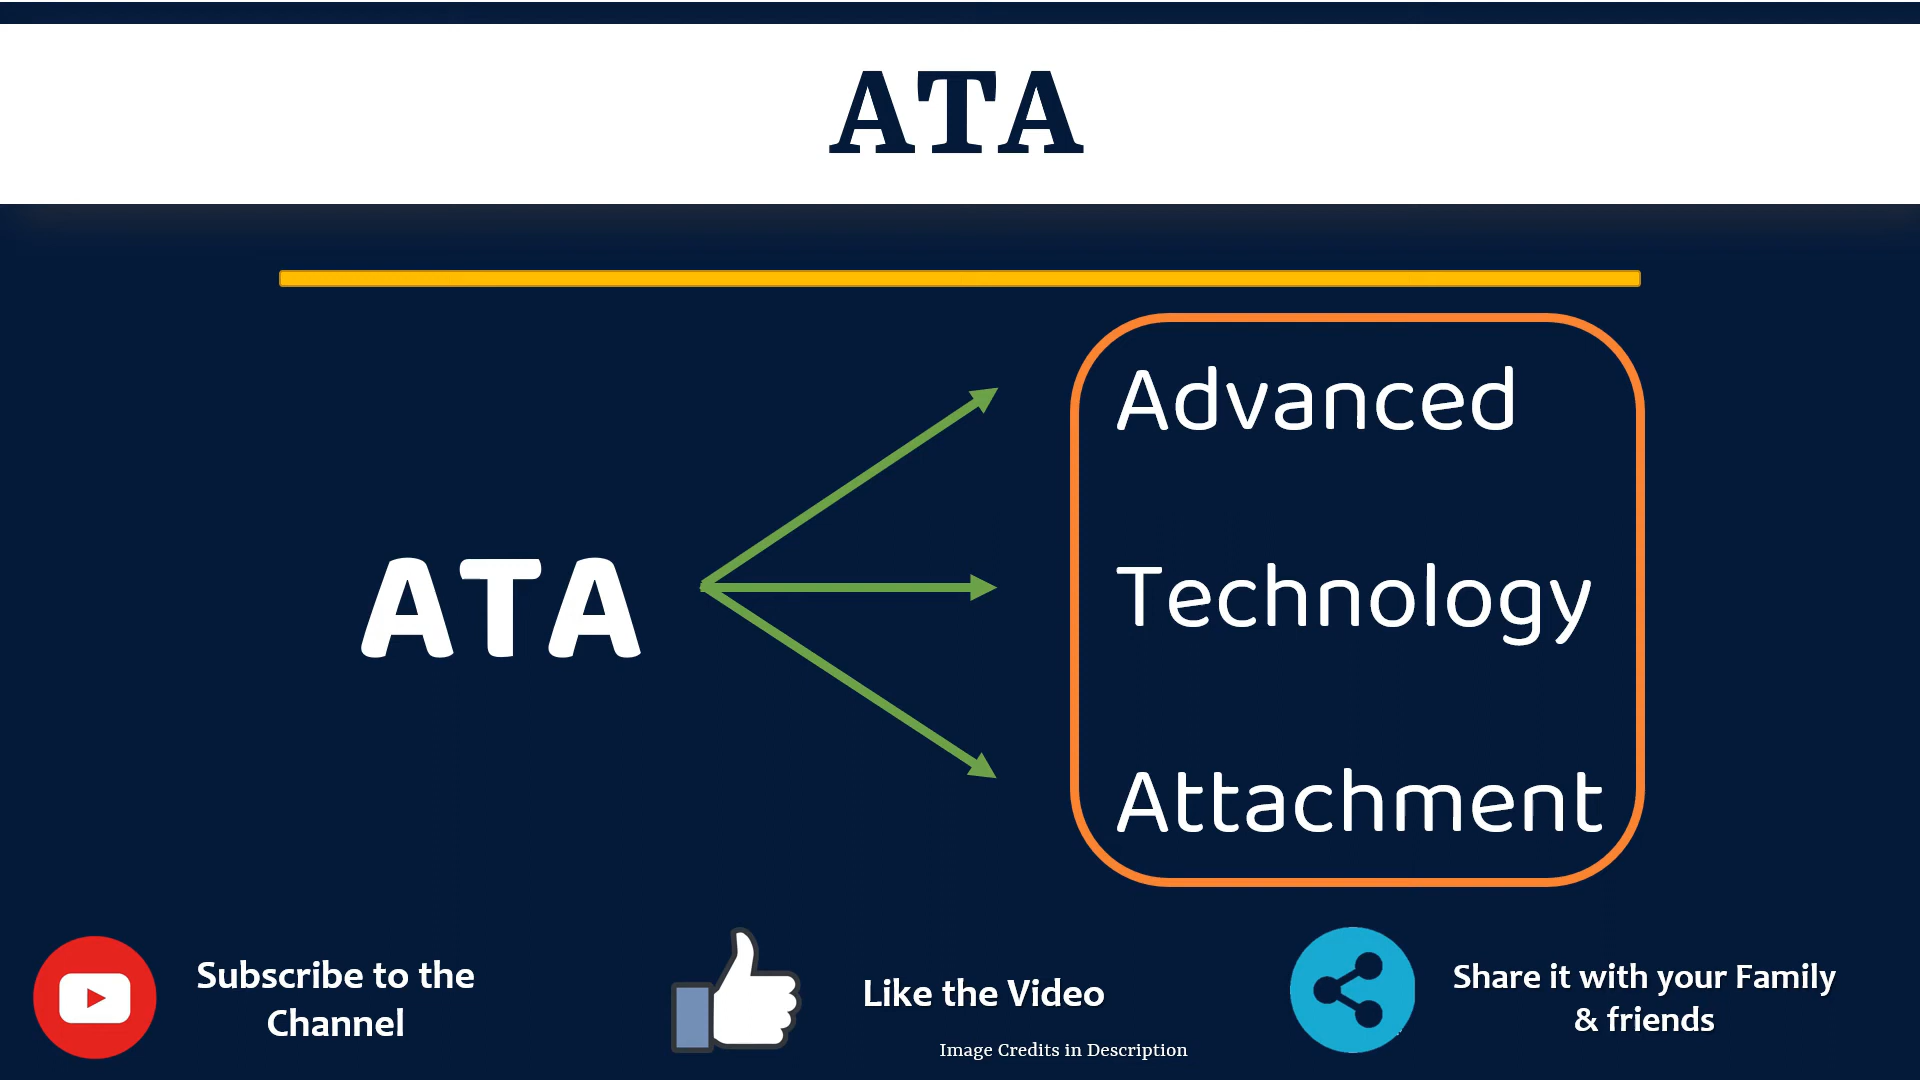 ATA
ATA
Advanced
Technology
Attachment
Subscribe to the
Channel
Like the Video
Share it with your Family
& friends
Image Credits in Description